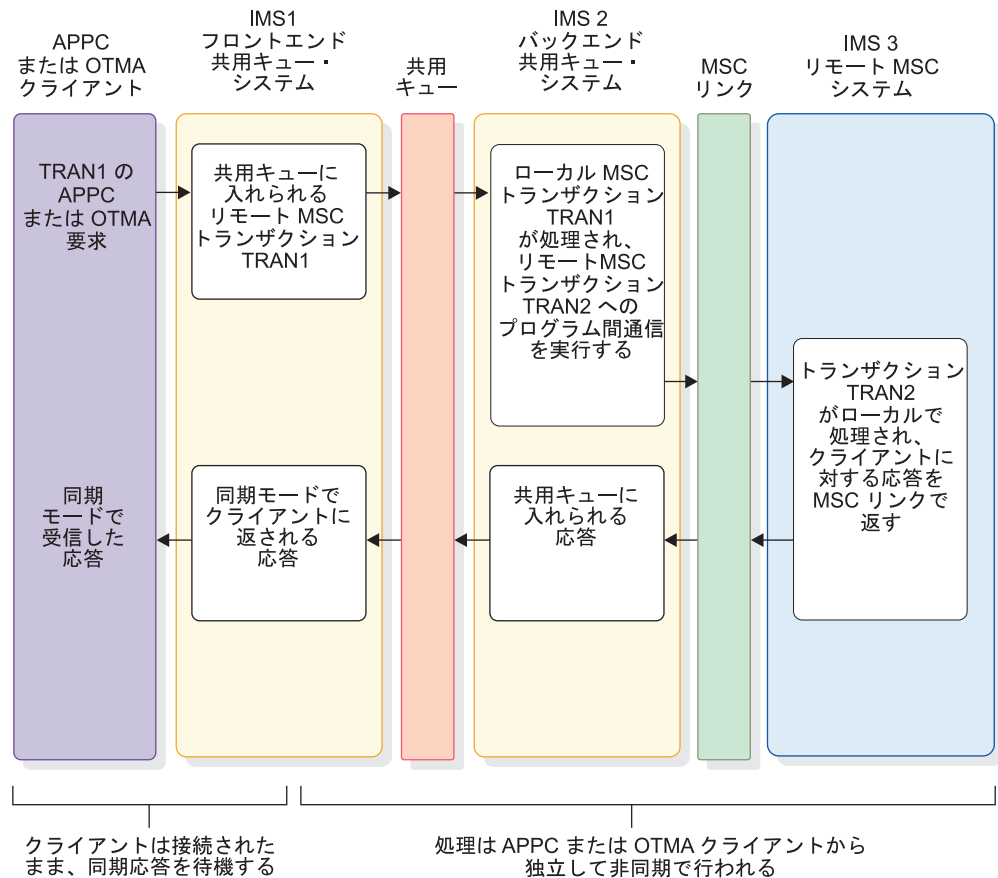 APPC
または OTMA
クライアント
IMS1
フロントエンド
共用キュー・
システム
共用
キュー
IMS 2
バックエンド
共用キュー・
システム
MSC
リンク
IMS 3
リモート MSC
システム
TRAN1 の
APPC
または OTMA
要求
共用キューに
入れられる
リモート MSC
トランザクション
TRAN1
ローカル MSC
トランザクション
TRAN1
が処理され、
リモートMSC
トランザクション
TRAN2 への
プログラム間通信
を実行する
トランザクション
TRAN2
がローカルで
処理され、
クライアントに
対する応答を
MSC リンクで
返す
同期
モードで
受信した
応答
同期モードで
クライアントに
返される
応答
共用キューに
入れられる
応答
クライアントは接続された
まま、同期応答を待機する
処理は APPC または OTMA クライアントから
独立して非同期で行われる